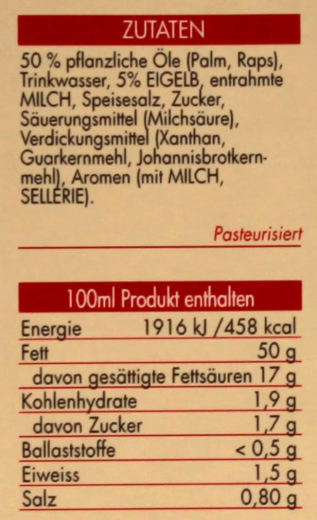 ZUTATEN
50 % pflanzliche Öle (Palm, Raps),
Trinkwasser, 5% EIGELB, entrahmte
MILCH, Speisesalz, Zucker,
Säuerungsmittel (Milchsäure),
Verdickungsmittel (Xanthan,
Guarkernmehl, Johannisbrotkern-
mehl), Aromen (mit MILCH,
SELLERIE).
Pasteurisiert
100ml Produkt enthalten
Energie 1916 kJ /458 kcal
Fett 50 g
davon gesättigte Fettsäuren 17 g
Kohlenhydrate 1,9 g
davon Zucker 1,7 g
Ballaststoffe < 0,5 g
Eiweiss 1,5 g
Salz 0,80 g